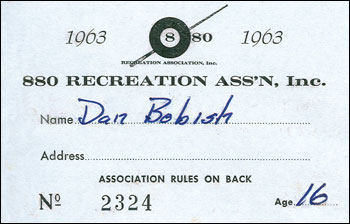 1963 8 80 1963
RECREATION ASSOCIATION, Inc.
880 RECREATION ASS'N, Inc.
Name Dan Bobish
Address
ASSOCIATION RULES ON BACK
Nº 2324 Age 16